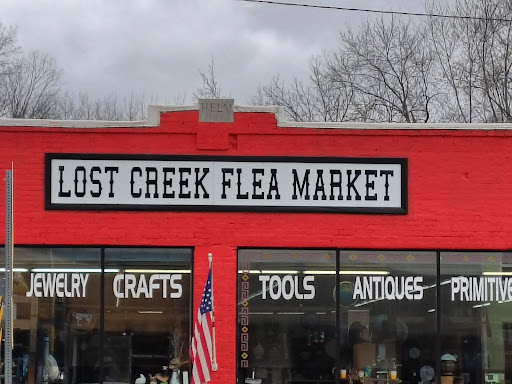 LOST CREEK FLEA MARKET
JEWELRY CRAFTS TOOLS ANTIQUES PRIMITIVE